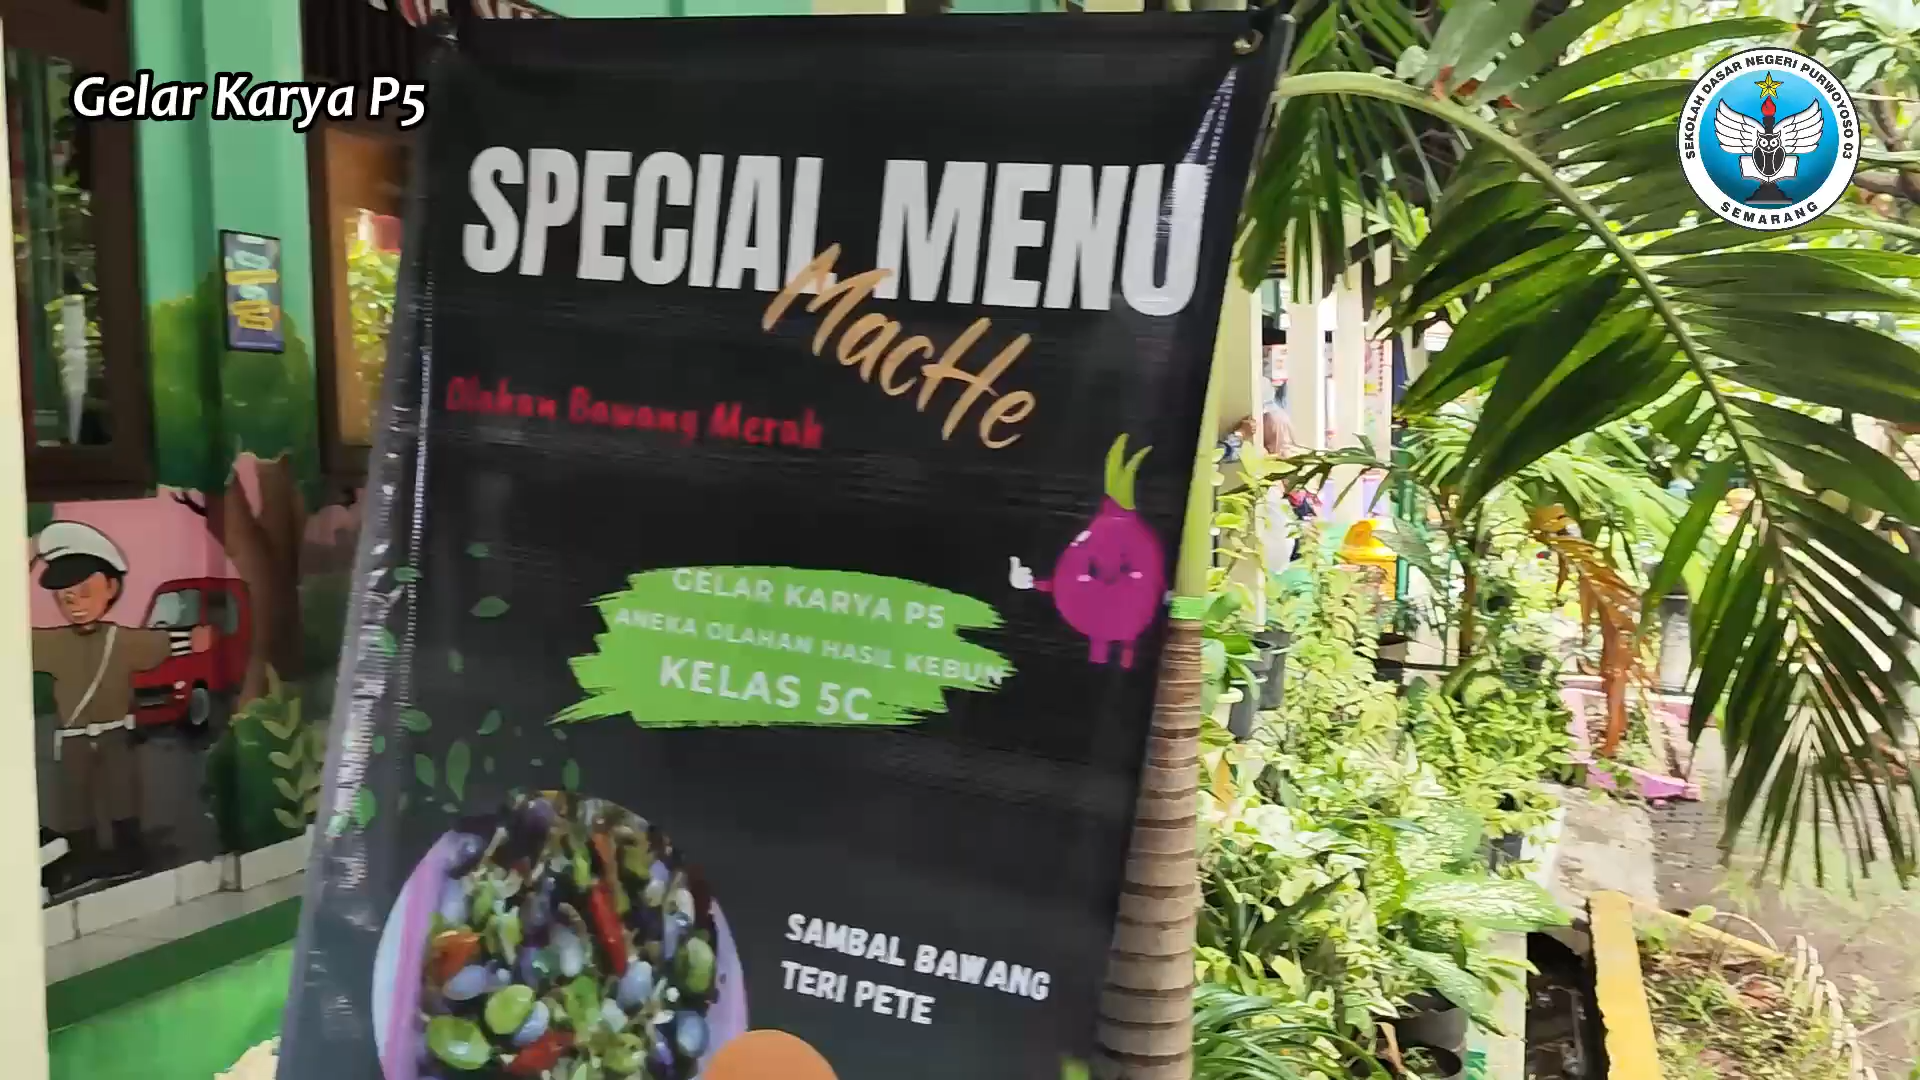 Gelar Karya P5
SEKOLAH DASAR NEGERI PURWOYOSO 03
SEMARANG
SPECIAL MENU
MacHe
Olahan Bawang Merah
GELAR KARYA P5
ANEKA OLAHAN HASIL KEBUN
KELAS 5C
SAMBAL BAWANG
TERI PETE